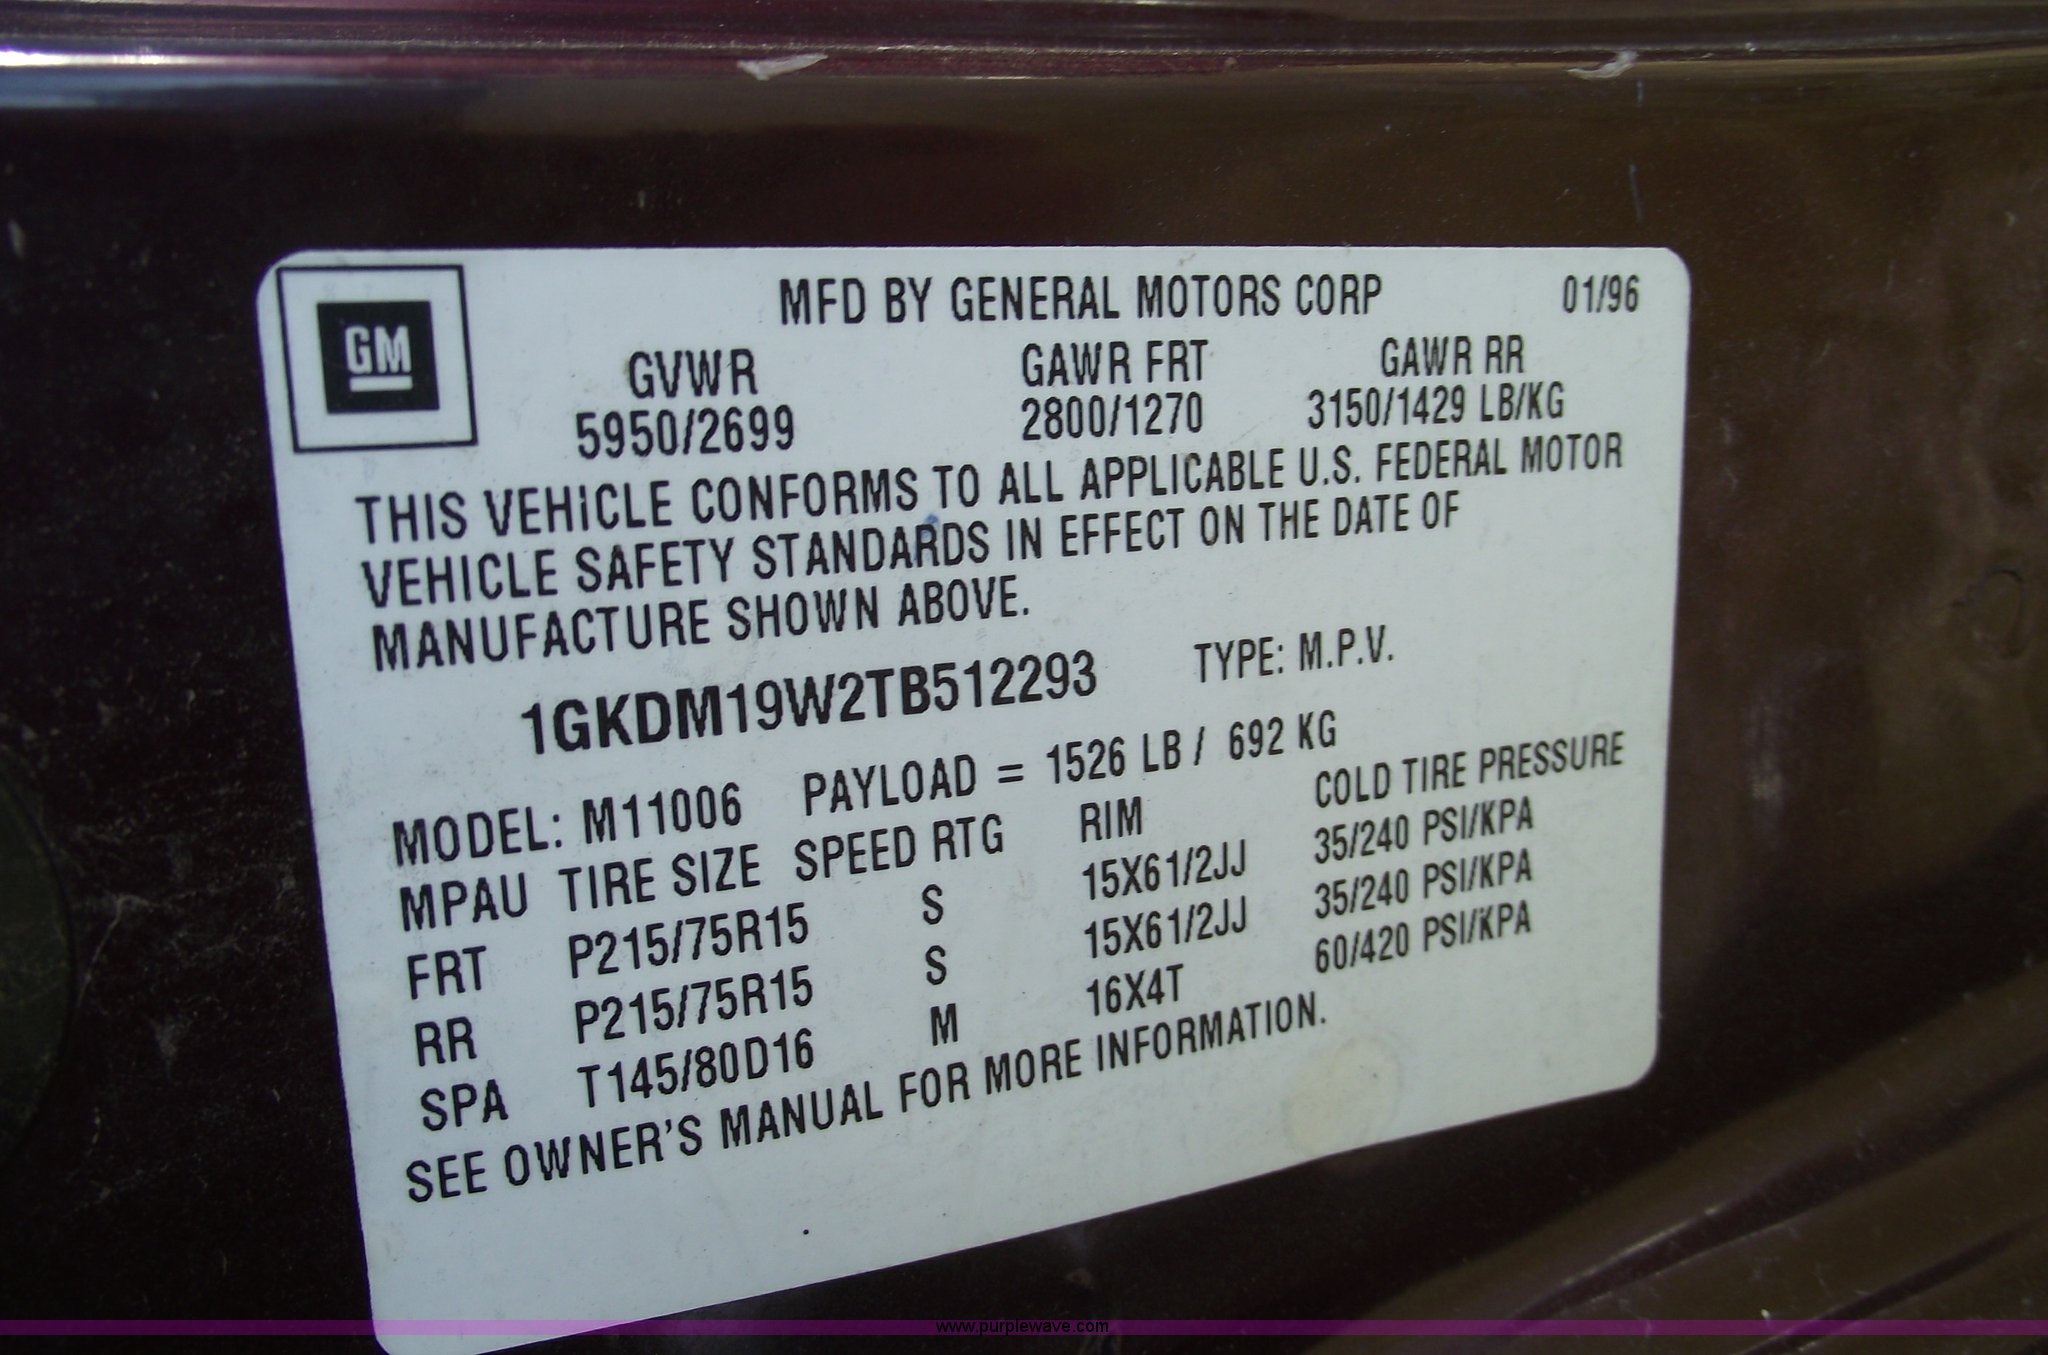 GM
MFD BY GENERAL MOTORS CORP 01/96
GVWR GAWR FRT GAWR RR
5950/2699 2800/1270 3150/1429 LB/KG
THIS VEHICLE CONFORMS TO ALL APPLICABLE U.S. FEDERAL MOTOR
VEHICLE SAFETY STANDARDS IN EFFECT ON THE DATE OF
MANUFACTURE SHOWN ABOVE.
1GKDM19W2TB512293 TYPE: M.P.V.
MODEL: M11006 PAYLOAD = 1526 LB / 692 KG
MPAU TIRE SIZE SPEED RTG RIM COLD TIRE PRESSURE
FRT P215/75R15 S 15X61/2JJ 35/240 PSI/KPA
RR P215/75R15 S 15X61/2JJ 35/240 PSI/KPA
SPA T145/80D16 M 16X4T 60/420 PSI/KPA
SEE OWNER'S MANUAL FOR MORE INFORMATION.
www.purplewave.com